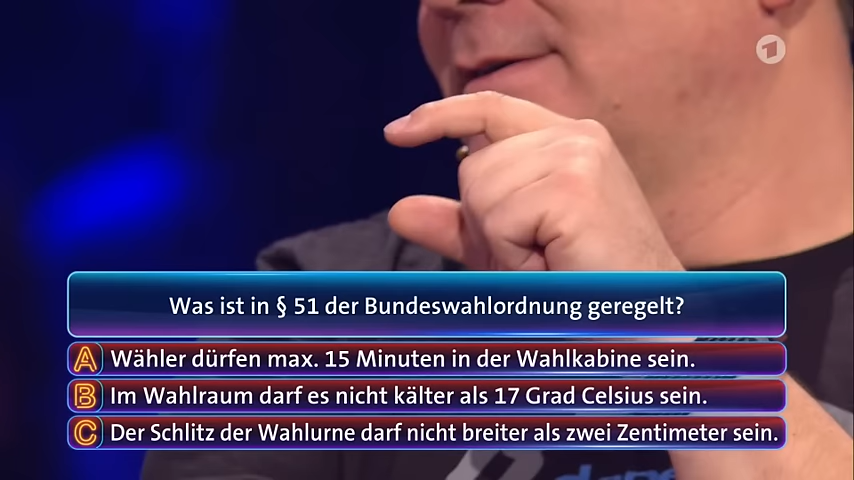 1
Was ist in § 51 der Bundeswahlordnung geregelt?
A Wähler dürfen max. 15 Minuten in der Wahlkabine sein.
B Im Wahlraum darf es nicht kälter als 17 Grad Celsius sein.
C Der Schlitz der Wahlurne darf nicht breiter als zwei Zentimeter sein.